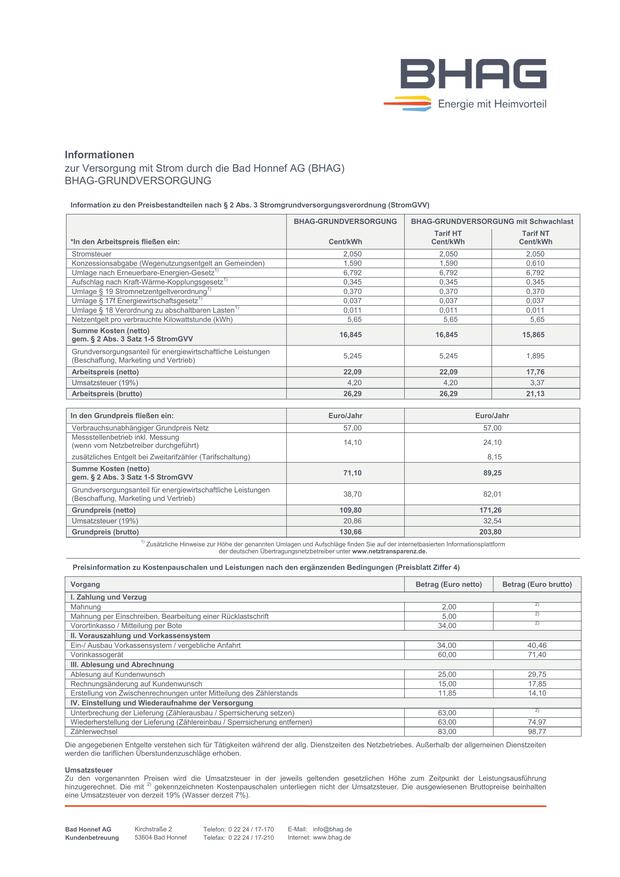 BHAG
Energie mit Heimvorteil
Informationen
zur Versorgung mit Strom durch die Bad Honnef AG (BHAG)
BHAG-GRUNDVERSORGUNG
Information zu den Preisbestandteilen nach § 2 Abs. 3 Stromgrundversorgungsverordnung (StromGVV)
BHAG-GRUNDVERSORGUNG BHAG-GRUNDVERSORGUNG mit Schwachlast
Tarif HT Tarif NT
*In den Arbeitspreis fließen ein: Cent/kWh Cent/kWh Cent/kWh
Stromsteuer 2,050 2,050 2,050
Konzessionsabgabe (Wegenutzungsentgelt an Gemeinden) 1,590 1,590 0,610
Umlage nach Erneuerbare-Energien-Gesetz1) 6,792 6,792 6,792
Aufschlag nach Kraft-Wärme-Kopplungsgesetz1) 0,345 0,345 0,345
Umlage § 19 Stromnetzentgeltverordnung1) 0,370 0,370 0,370
Umlage § 17f Energiewirtschaftsgesetz1) 0,037 0,037 0,037
Umlage § 18 Verordnung zu abschaltbaren Lasten1) 0,011 0,011 0,011
Netzentgelt pro verbrauchte Kilowattstunde (kWh) 5,65 5,65 5,65
Summe Kosten (netto)
gem. § 2 Abs. 3 Satz 1-5 StromGVV 16,845 16,845 15,865
Grundversorgungsanteil für energiewirtschaftliche Leistungen
(Beschaffung, Marketing und Vertrieb) 5,245 5,245 1,895
Arbeitspreis (netto) 22,09 22,09 17,76
Umsatzsteuer (19%) 4,20 4,20 3,37
Arbeitspreis (brutto) 26,29 26,29 21,13
In den Grundpreis fließen ein: Euro/Jahr Euro/Jahr
Verbrauchsunabhängiger Grundpreis Netz 57,00 57,00
Messstellenbetrieb inkl. Messung
(wenn vom Netzbetreiber durchgeführt) 14,10 24,10
zusätzliches Entgelt bei Zweitarifzähler (Tarifschaltung) 8,15
Summe Kosten (netto)
gem. § 2 Abs. 3 Satz 1-5 StromGVV 71,10 89,25
Grundversorgungsanteil für energiewirtschaftliche Leistungen
(Beschaffung, Marketing und Vertrieb) 38,70 82,01
Grundpreis (netto) 109,80 171,26
Umsatzsteuer (19%) 20,86 32,54
Grundpreis (brutto) 130,66 203,80
1) Zusätzliche Hinweise zur Höhe der genannten Umlagen und Aufschläge finden Sie auf der internetbasierten Informationsplattform
der deutschen Übertragungsnetzbetreiber unter www.netztransparenz.de.
Preisinformation zu Kostenpauschalen und Leistungen nach den ergänzenden Bedingungen (Preisblatt Ziffer 4)
Vorgang Betrag (Euro netto) Betrag (Euro brutto)
I. Zahlung und Verzug
Mahnung 2,00 2)
Mahnung per Einschreiben, Bearbeitung einer Rücklastschrift 5,00 2)
Vorortinkasso / Mitteilung per Bote 34,00 2)
II. Vorauszahlung und Vorkassensystem
Ein-/ Ausbau Vorkassensystem / vergebliche Anfahrt 34,00 40,46
Vorinkassogerät 60,00 71,40
III. Ablesung und Abrechnung
Ablesung auf Kundenwunsch 25,00 29,75
Rechnungsänderung auf Kundenwunsch 15,00 17,85
Erstellung von Zwischenrechnungen unter Mitteilung des Zählerstands 11,85 14,10
IV. Einstellung und Wiederaufnahme der Versorgung
Unterbrechung der Lieferung (Zählerausbau / Sperrsicherung setzen) 63,00 2)
Wiederherstellung der Lieferung (Zählereinbau / Sperrsicherung entfernen) 63.00 74,97
Zählerwechsel 83,00 98,77
Die angegebenen Entgelte verstehen sich für Tätigkeiten während der allg. Dienstzeiten des Netzbetriebes. Außerhalb der allgemeinen Dienstzeiten
werden die tariflichen Überstundenzuschläge erhoben.
Umsatzsteuer
Zu den vorgenannten Preisen wird die Umsatzsteuer in der jeweils geltenden gesetzlichen Höhe zum Zeitpunkt der Leistungsausführung
hinzugerechnet. Die mit 2) gekennzeichneten Kostenpauschalen unterliegen nicht der Umsatzsteuer. Die ausgewiesenen Bruttopreise beinhalten
eine Umsatzsteuer von derzeit 19% (Wasser derzeit 7%).
Bad Honnef AG Kirchstraße 2 Telefon: 0 22 24 / 17-170 E-Mail: info@bhag.de
Kundenbetreuung 53604 Bad Honnef Telefax: 0 22 24 / 17-210 Internet: www.bhag.de